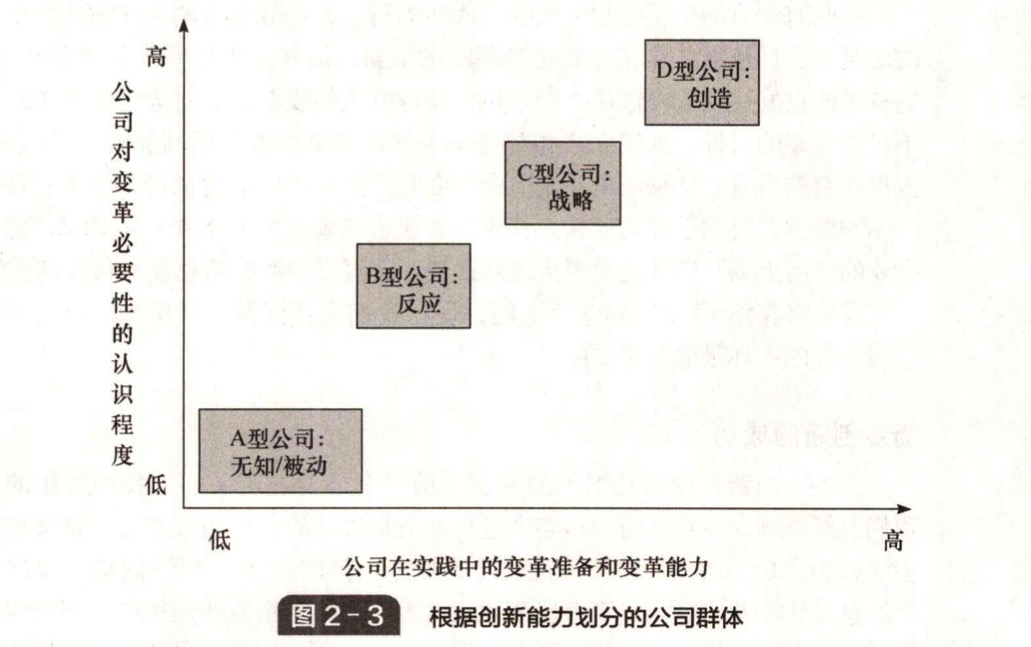 高
公司对变革必要性的认识程度
低
D型公司：
创造
C型公司：
战略
B型公司：
反应
A型公司：
无知/被动
低
高
公司在实践中的变革准备和变革能力
图2-3 根据创新能力划分的公司群体